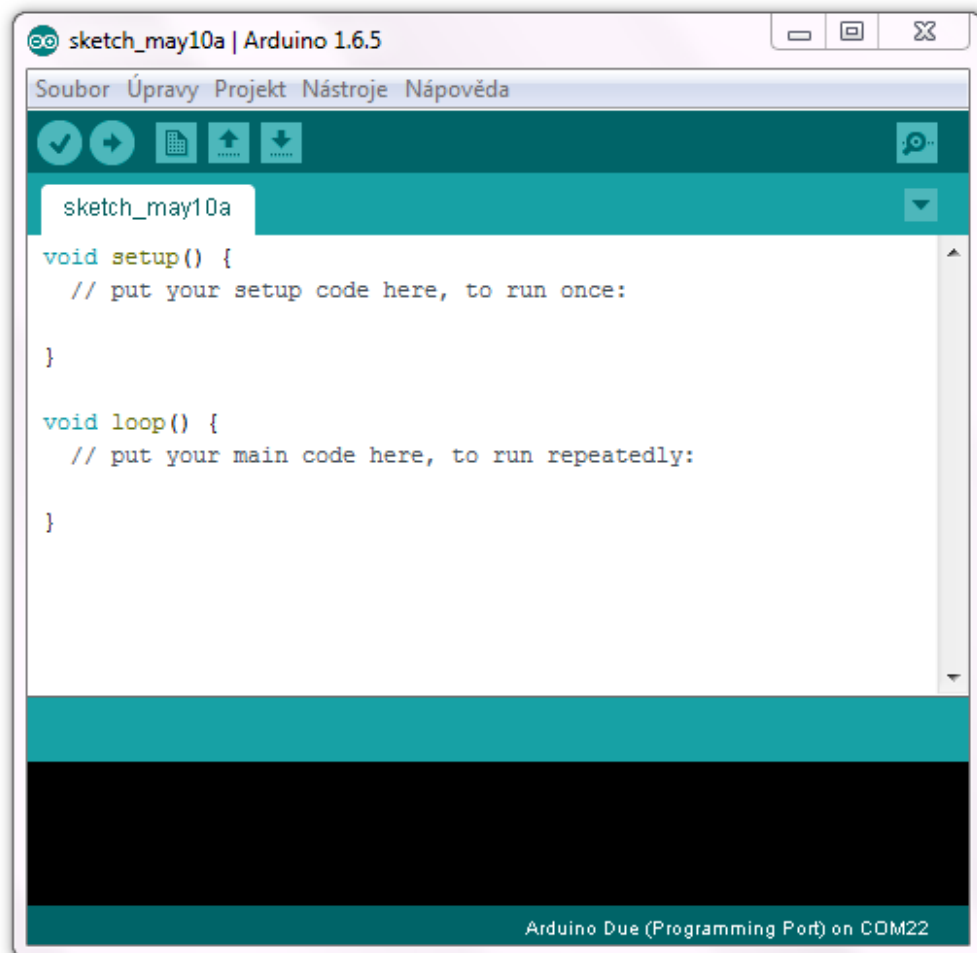 sketch_may10a | Arduino 1.6.5
Soubor Úpravy Projekt Nástroje Nápověda
sketch_may10a
void setup() {
  // put your setup code here, to run once:
}
void loop() {
  // put your main code here, to run repeatedly:
}
Arduino Due (Programming Port) on COM22